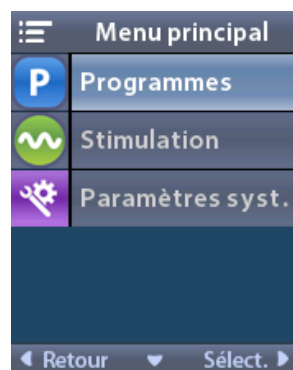 Menu principal
P Programmes
Stimulation
Paramètres syst.
Retour Sélect.